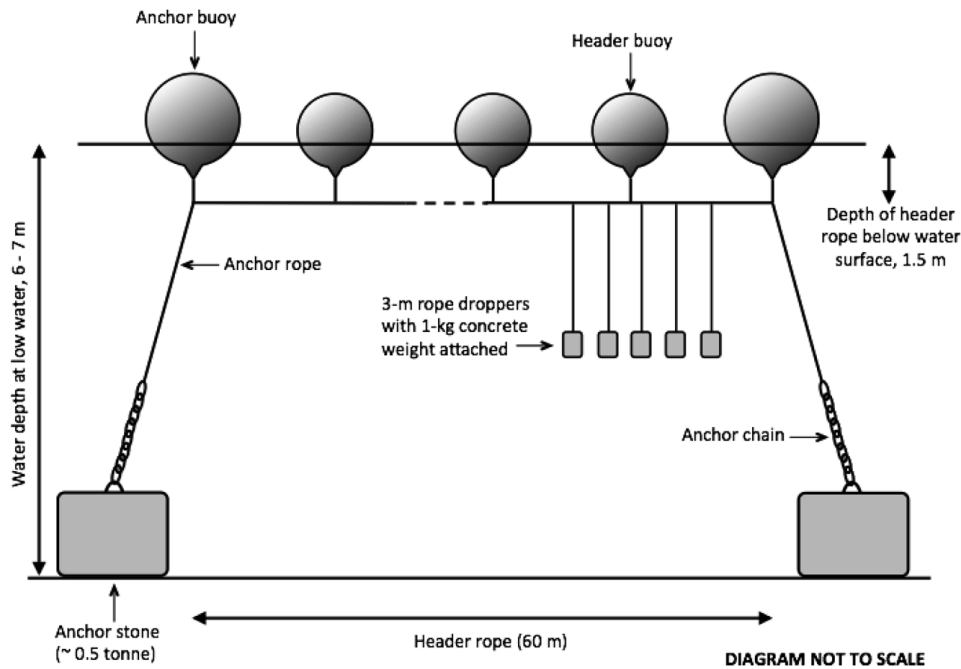 Anchor buoy
Header buoy
Depth of header
rope below water
surface, 1.5 m
Water depth at low water, 6 - 7 m
Anchor rope
3-m rope droppers
with 1-kg concrete
weight attached
Anchor chain
Anchor stone
(~ 0.5 tonne)
Header rope (60 m)
DIAGRAM NOT TO SCALE